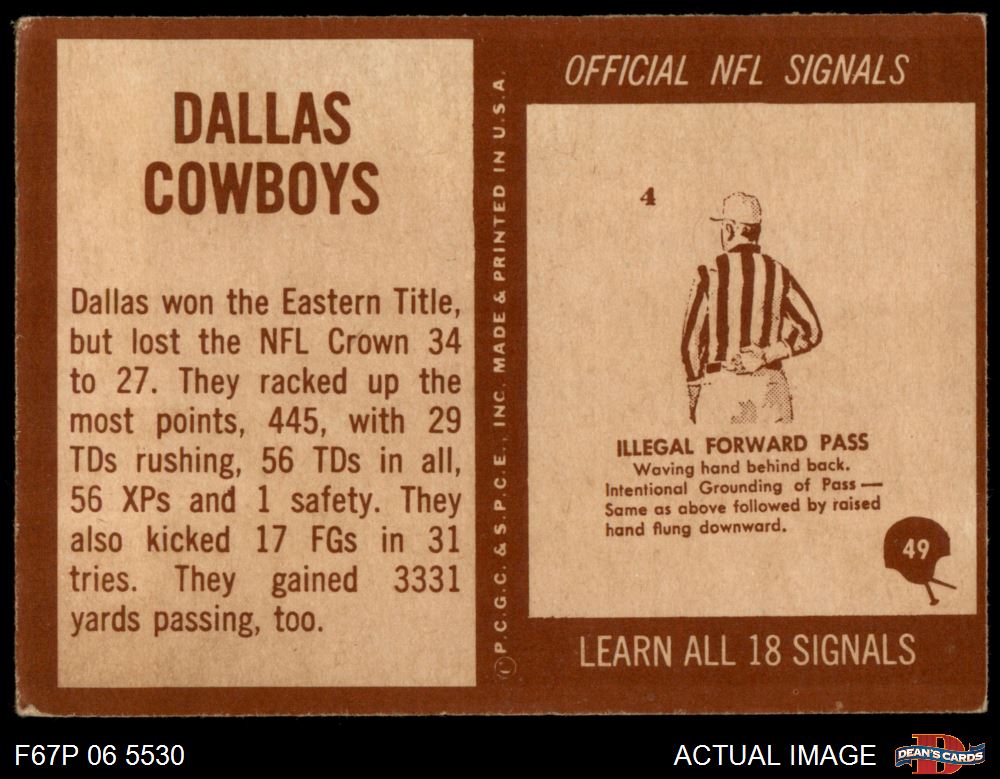 DALLAS
COWBOYS
Dallas won the Eastern Title,
but lost the NFL Crown 34
to 27. They racked up the
most points, 445, with 29
TDs rushing, 56 TDs in all,
56 XPs and 1 safety. They
also kicked 17 FGs in 31
tries. They gained 3331
yards passing, too.
©P.C.G.C. & S.P.C.E., INC. MADE & PRINTED IN U.S.A.
OFFICIAL NFL SIGNALS
4
ILLEGAL FORWARD PASS
Waving hand behind back.
Intentional Grounding of Pass —
Same as above followed by raised
hand flung downward.
49
LEARN ALL 18 SIGNALS
F67P 06 5530
ACTUAL IMAGE
D
DEAN'S CARDS